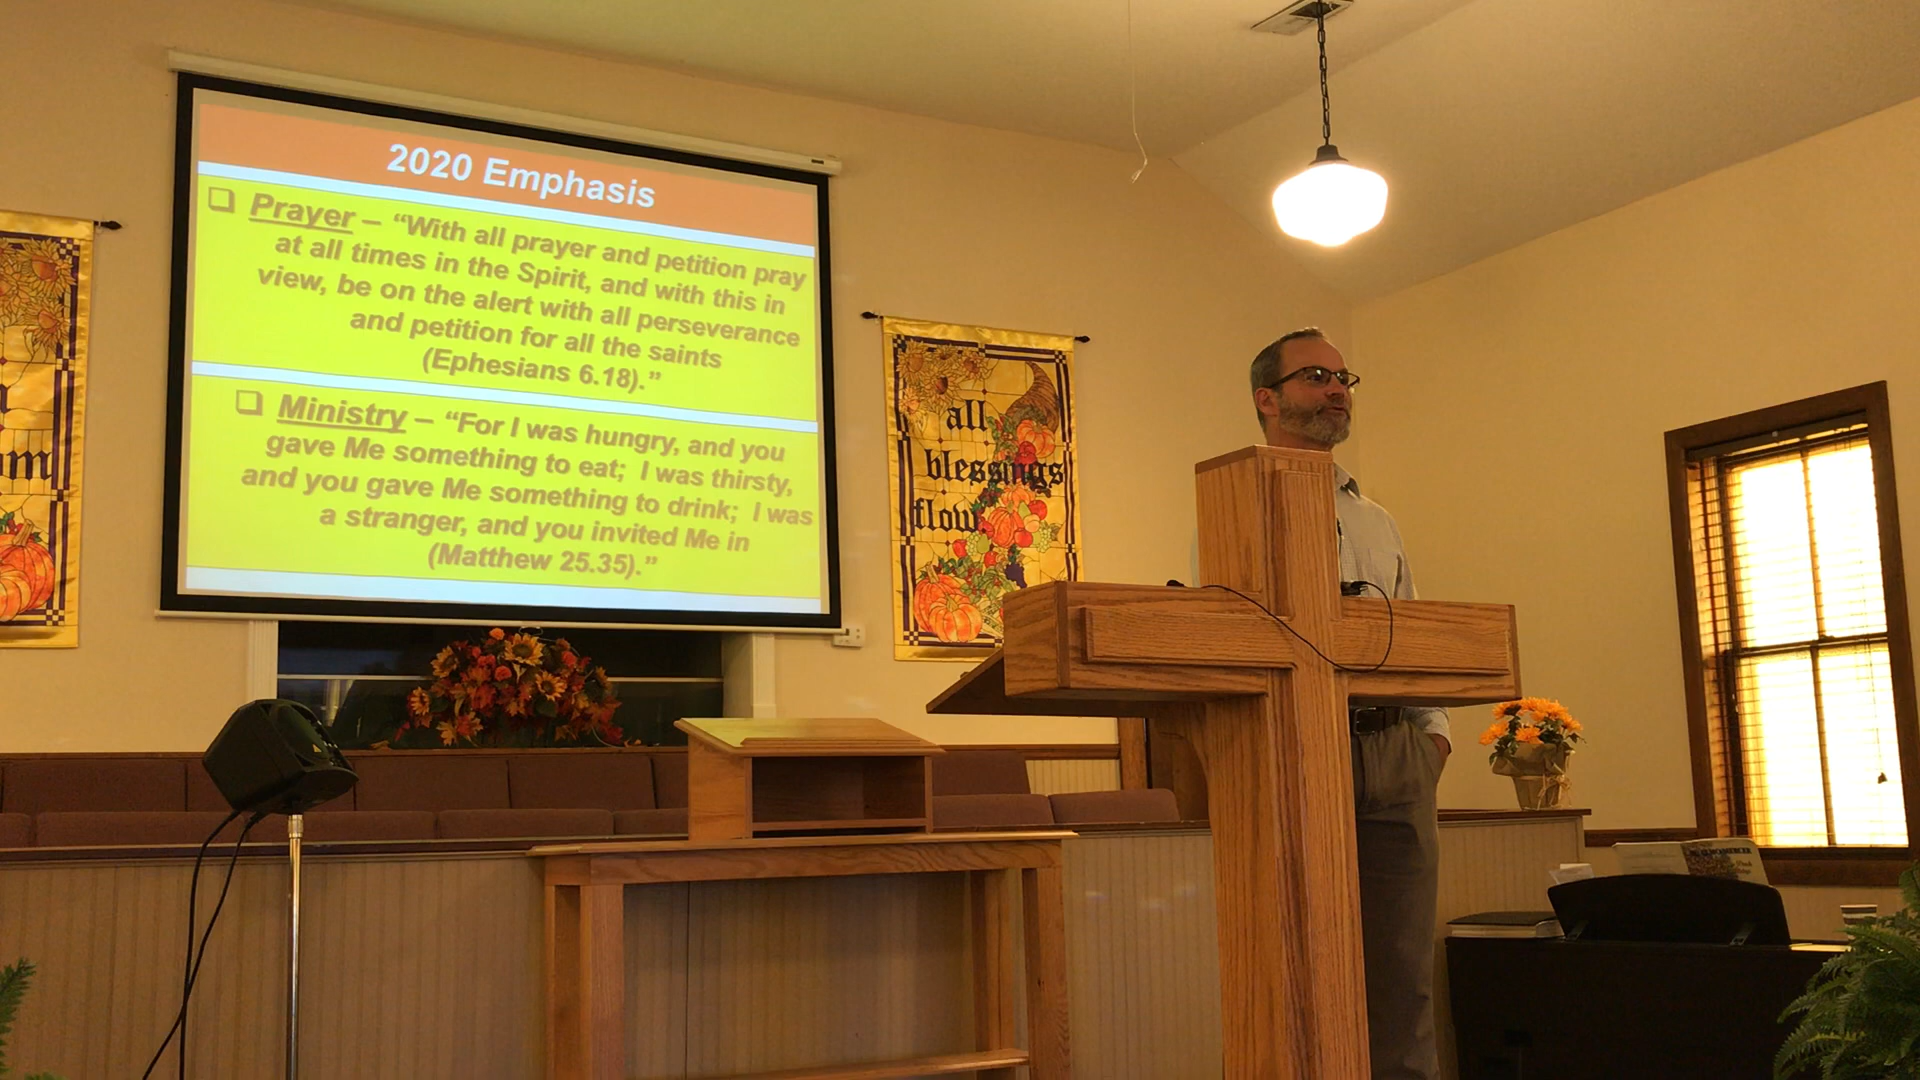 2020 Emphasis
❑ Prayer – “With all prayer and petition pray
at all times in the Spirit, and with this in
view, be on the alert with all perseverance
and petition for all the saints
(Ephesians 6.18).”
❑ Ministry – “For I was hungry, and you
gave Me something to eat; I was thirsty,
and you gave Me something to drink; I was
a stranger, and you invited Me in
(Matthew 25.35).”
all
blessings
flow.